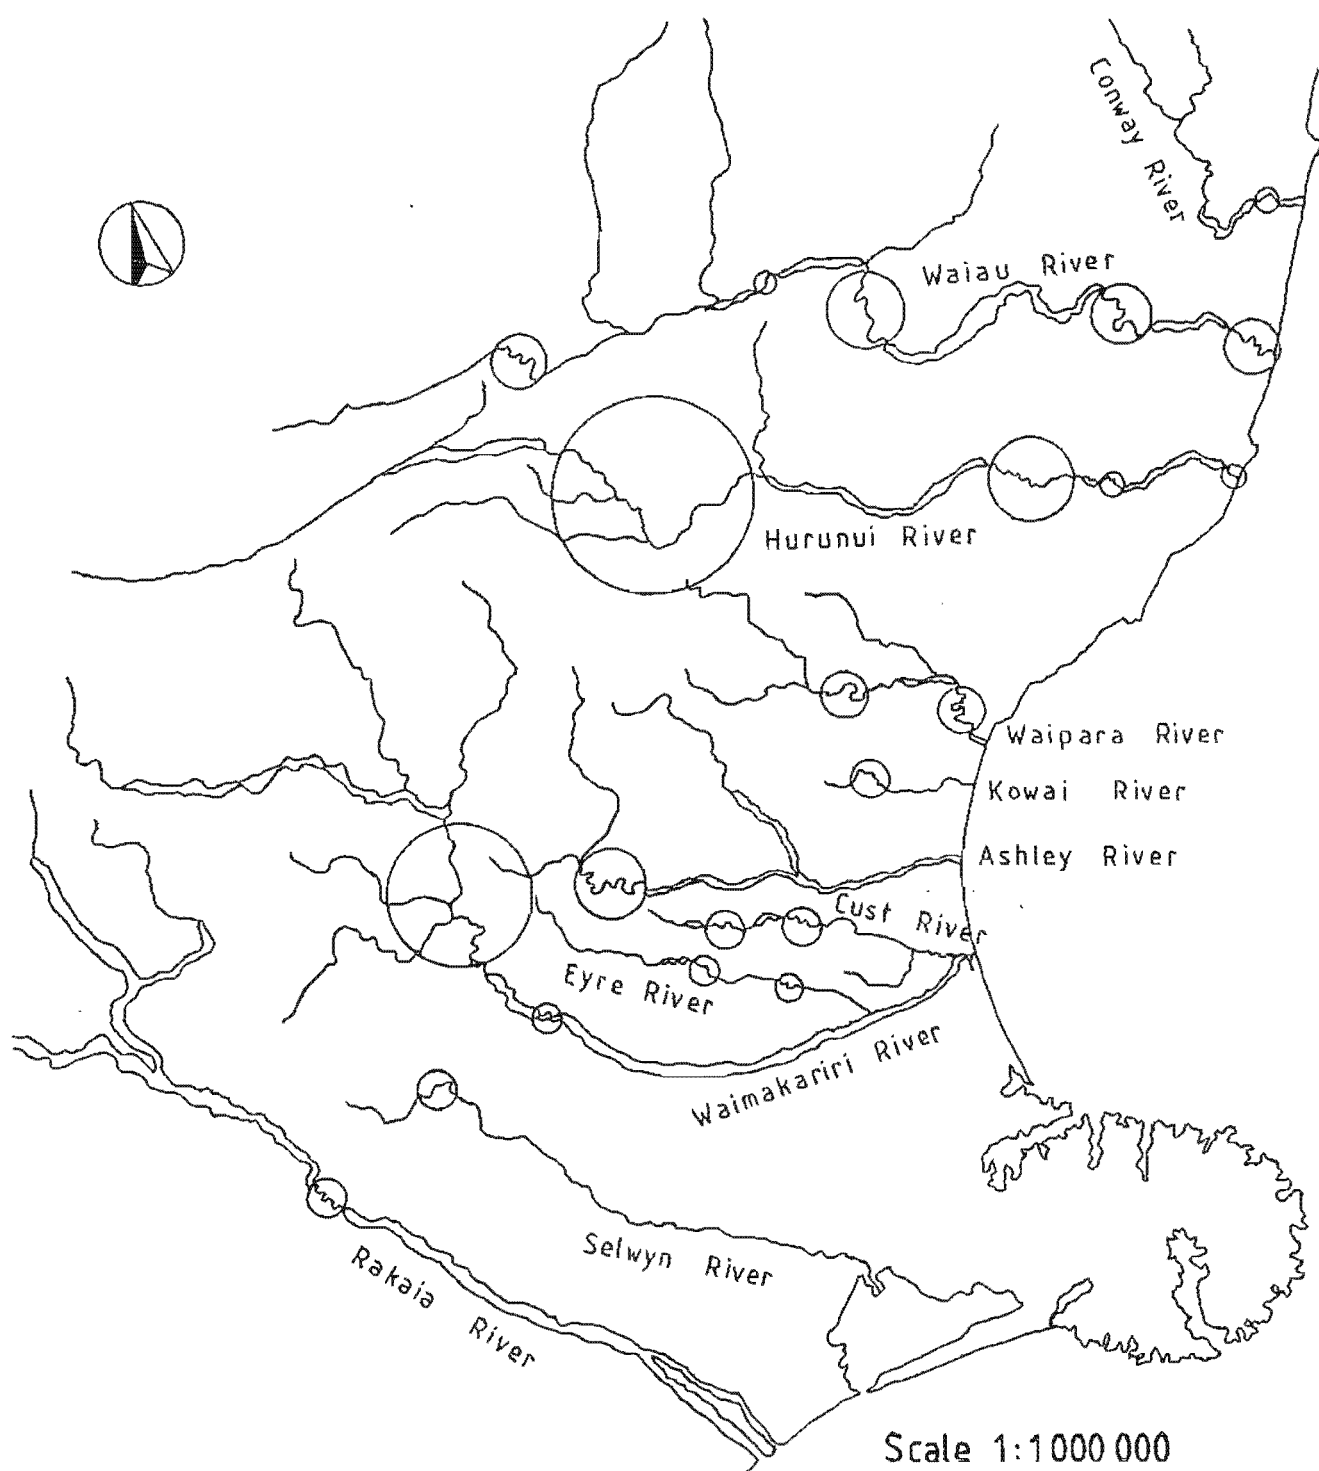 Conway River
Waiau River
Hurunui River
Waipara River
Kowai River
Ashley River
Cust River
Eyre River
Waimakariri River
Selwyn River
Rakaia River
Scale 1:1000 000